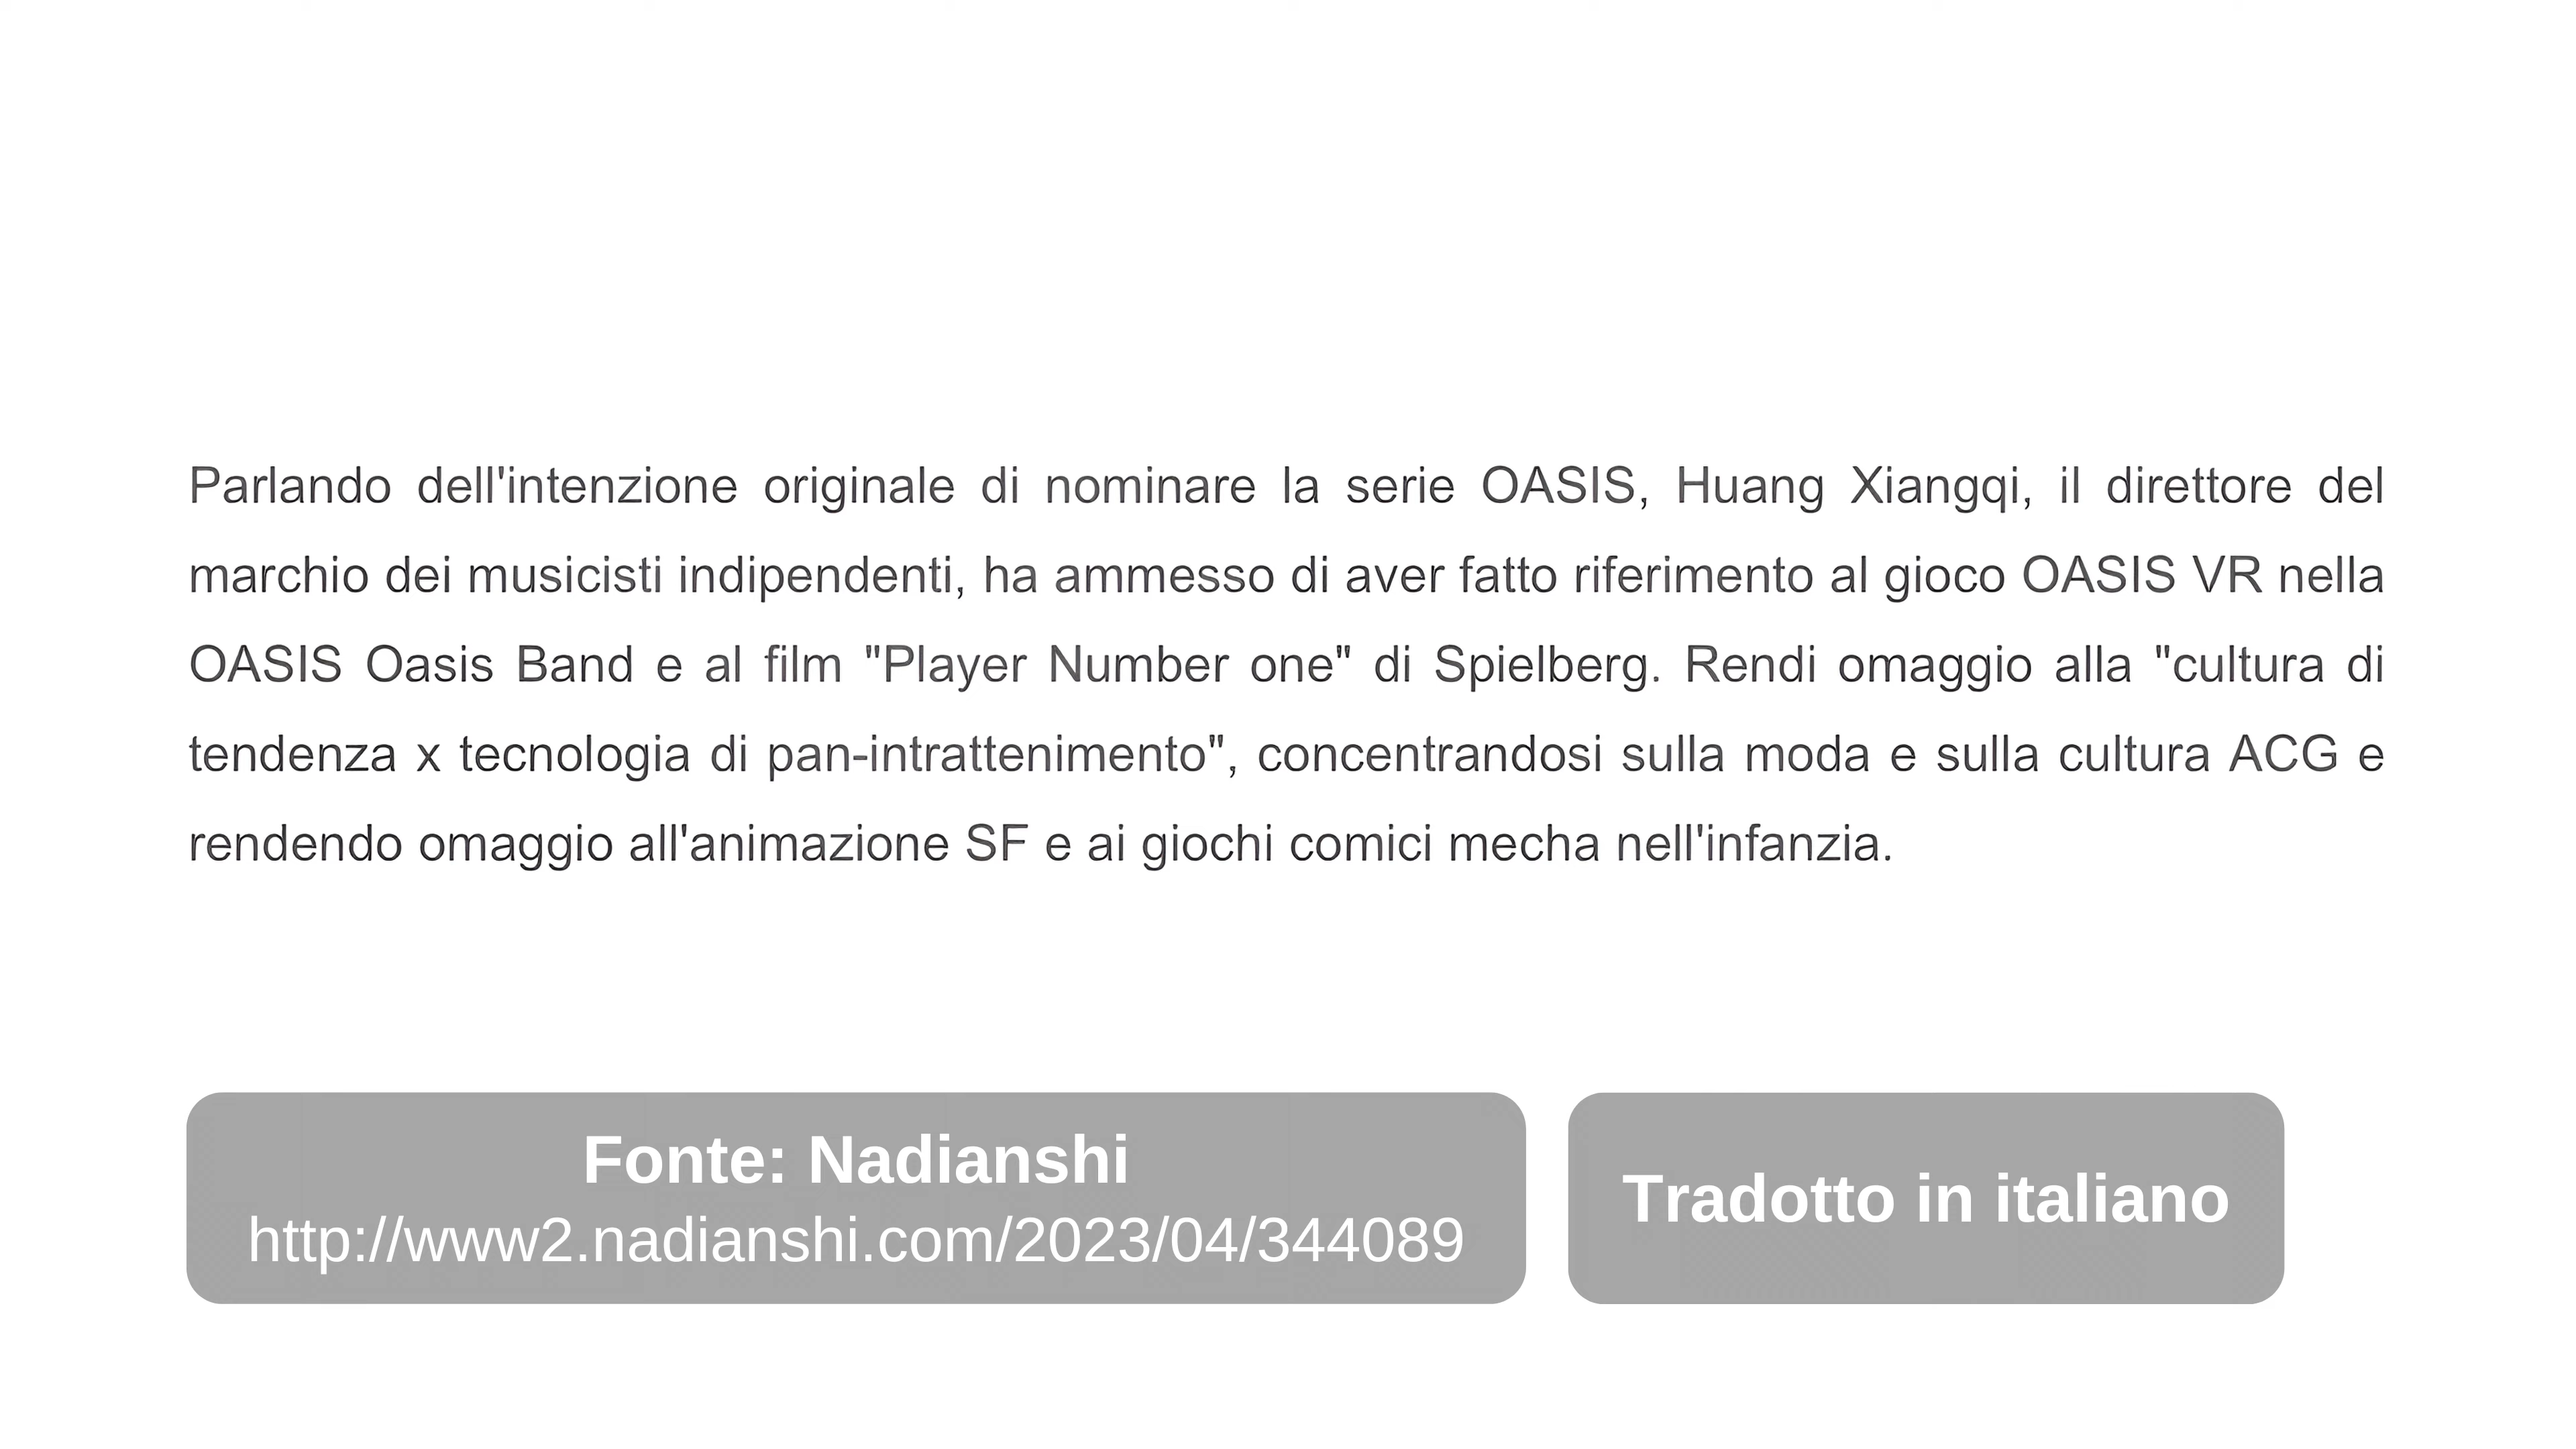 Parlando dell'intenzione originale di nominare la serie OASIS, Huang Xiangqi, il direttore del
marchio dei musicisti indipendenti, ha ammesso di aver fatto riferimento al gioco OASIS VR nella
OASIS Oasis Band e al film "Player Number one" di Spielberg. Rendi omaggio alla "cultura di
tendenza x tecnologia di pan-intrattenimento", concentrandosi sulla moda e sulla cultura ACG e
rendendo omaggio all'animazione SF e ai giochi comici mecha nell'infanzia.
Fonte: Nadianshi
http://www2.nadianshi.com/2023/04/344089
Tradotto in italiano